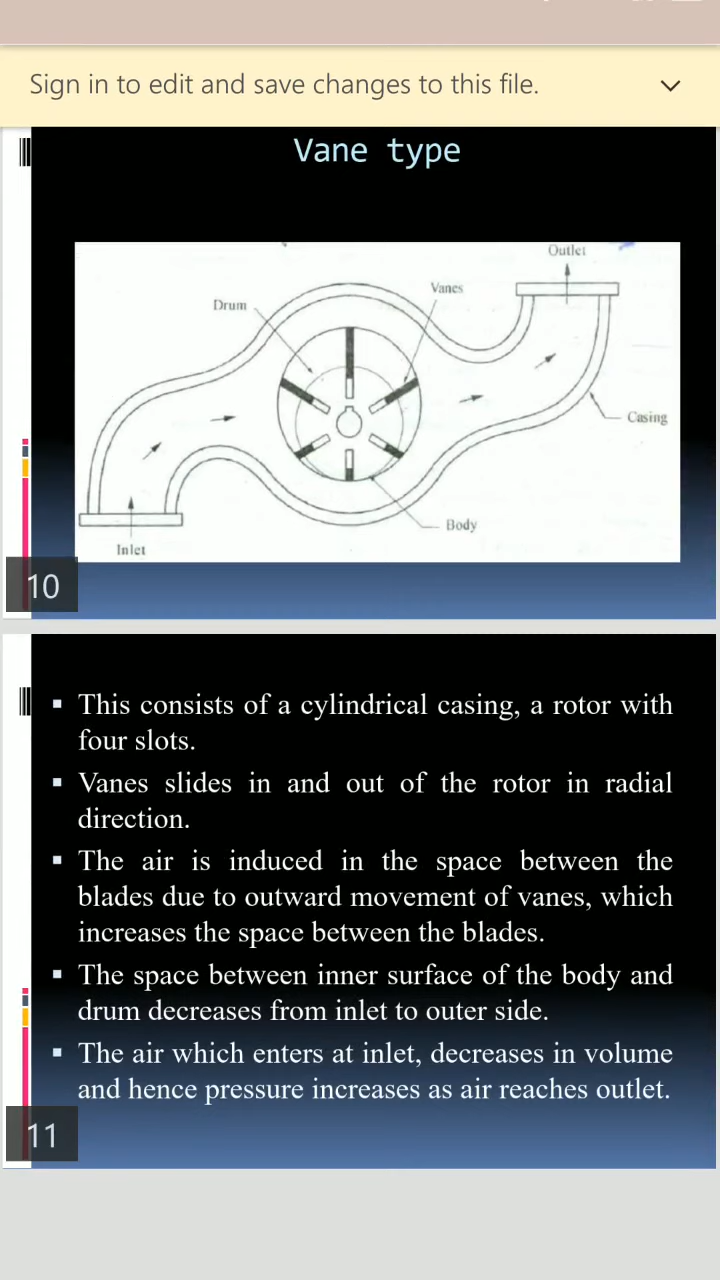 Sign in to edit and save changes to this file.
Vane type
Outlet
Vanes
Drum
Casing
Body
Inlet
10
▪ This consists of a cylindrical casing, a rotor with
four slots.
▪ Vanes slides in and out of the rotor in radial
direction.
▪ The air is induced in the space between the
blades due to outward movement of vanes, which
increases the space between the blades.
▪ The space between inner surface of the body and
drum decreases from inlet to outer side.
▪ The air which enters at inlet, decreases in volume
and hence pressure increases as air reaches outlet.
11